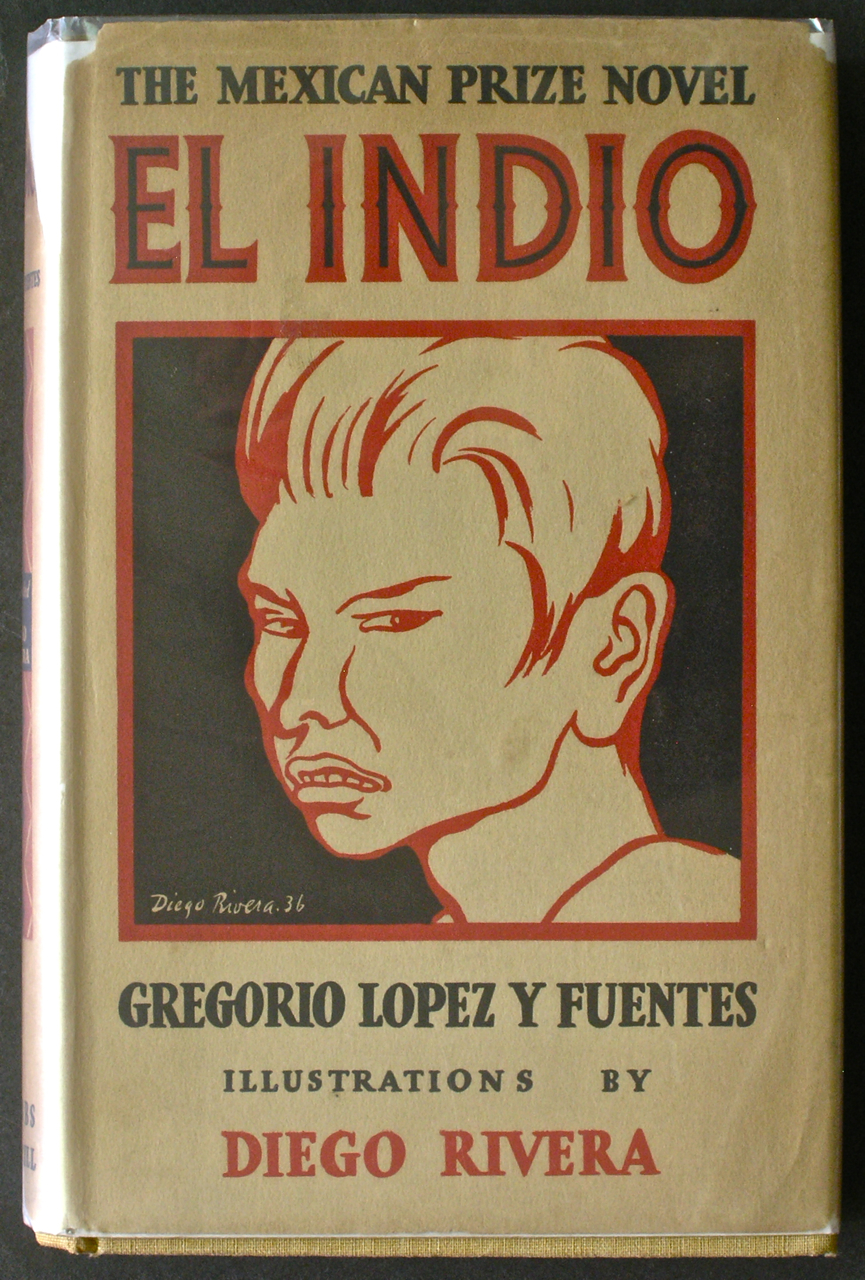 THE MEXICAN PRIZE NOVEL
EL INDIO
Diego Rivera. 36
GREGORIO LOPEZ Y FUENTES
ILLUSTRATIONS BY
DIEGO RIVERA